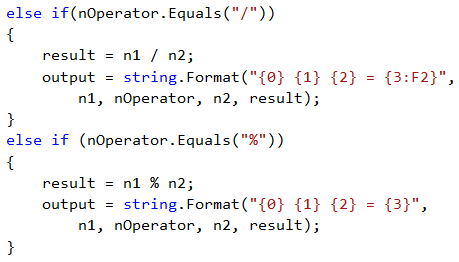 else if(nOperator.Equals("/"))
{
    result = n1 / n2;
    output = string.Format("{0} {1} {2} = {3:F2}",
        n1, nOperator, n2, result);
}
else if (nOperator.Equals("%"))
{
    result = n1 % n2;
    output = string.Format("{0} {1} {2} = {3}",
        n1, nOperator, n2, result);
}